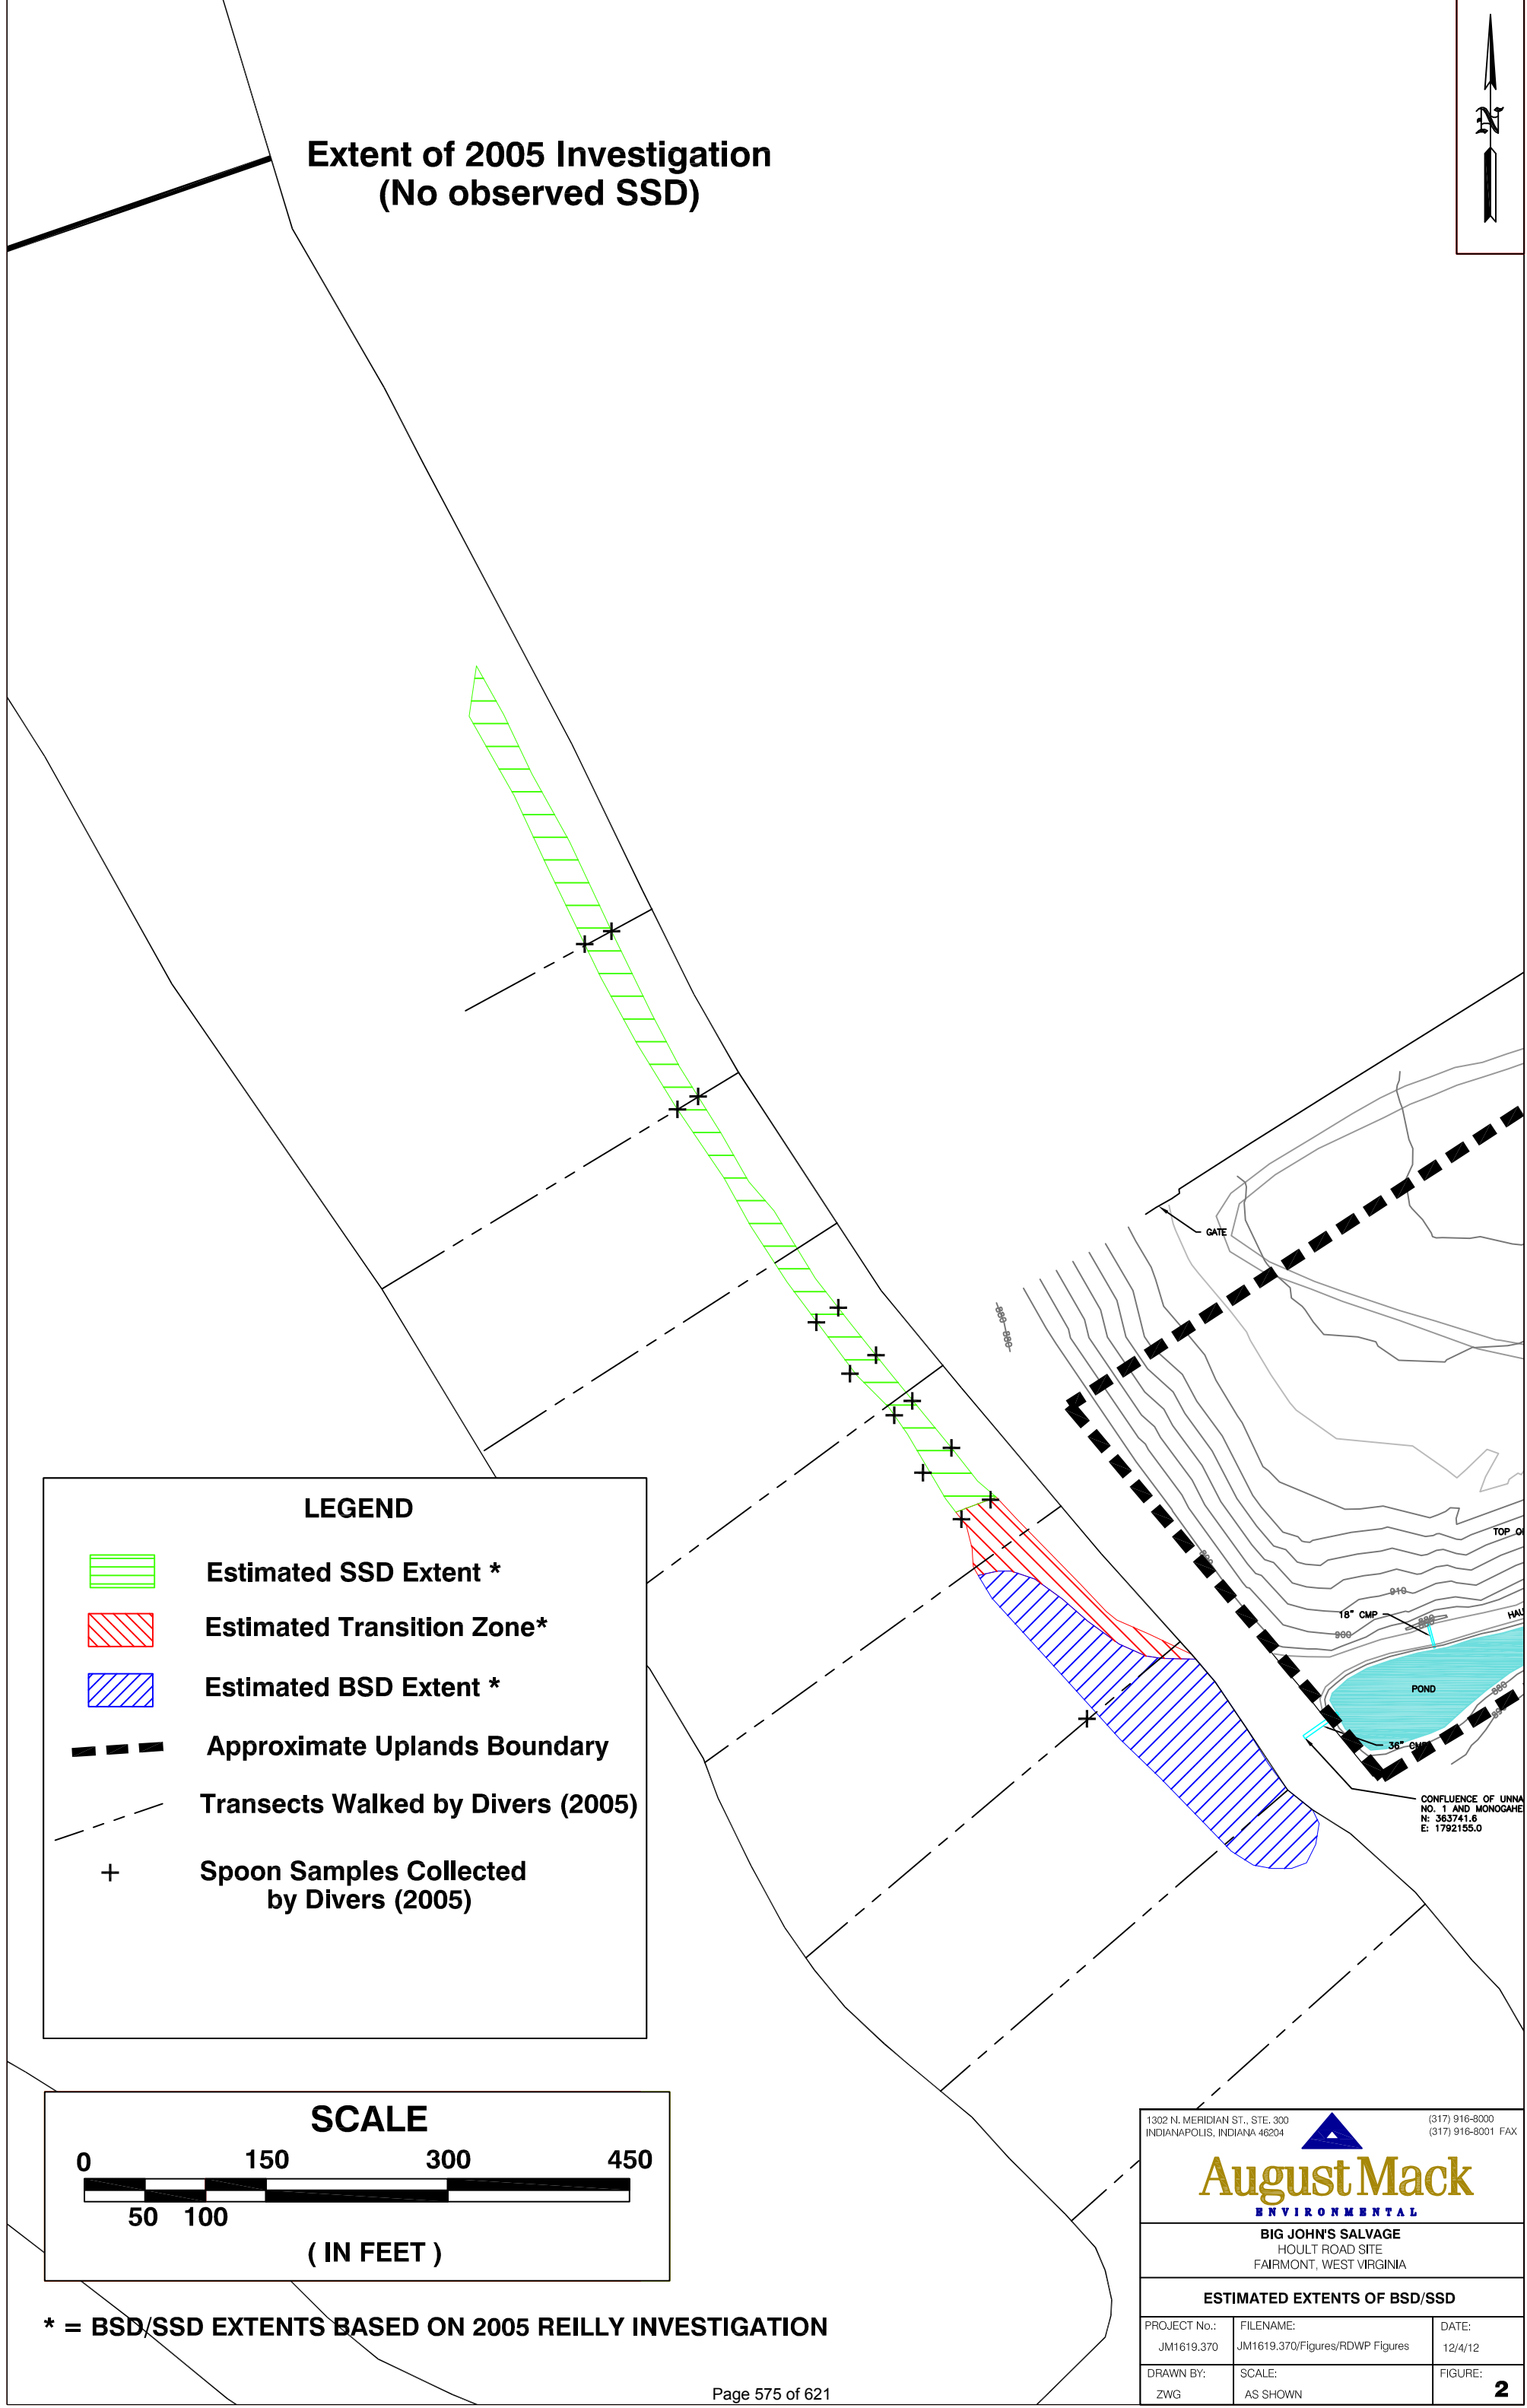 Extent of 2005 Investigation
(No observed SSD)
N
GATE
-880-880-
TOP
890
910
18" CMP
880
900
POND
880
36" CMP
CONFLUENCE OF
NO. 1 AND
N: 363741.6
E: 1792155.0
LEGEND
Estimated SSD Extent *
Estimated Transition Zone*
Estimated BSD Extent *
Approximate Uplands Boundary
Transects Walked by Divers (2005)
+ Spoon Samples Collected
by Divers (2005)
SCALE
0 150 300 450
50 100
( IN FEET )
* = BSD/SSD EXTENTS BASED ON 2005 REILLY INVESTIGATION
1302 N. MERIDIAN ST., STE. 300
INDIANAPOLIS, INDIANA 46204
(317) 916-8000
(317) 916-8001 FAX
August Mack
ENVIRONMENTAL
BIG JOHN'S SALVAGE
HOULT ROAD SITE
FAIRMONT, WEST VIRGINIA
ESTIMATED EXTENTS OF BSD/SSD
PROJECT No.: JM1619.370
FILENAME: JM1619.370/Figures/RDWP Figures
DATE: 12/4/12
DRAWN BY: ZWG
SCALE: AS SHOWN
FIGURE: 2
Page 575 of 621